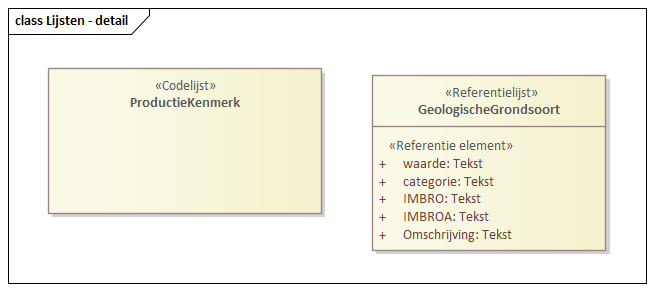 class Lijsten - detail
«Codelijst»
ProductieKenmerk
«Referentielijst»
GeologischeGrondsoort
«Referentie element»
+ waarde: Tekst
+ categorie: Tekst
+ IMBRO: Tekst
+ IMBROA: Tekst
+ Omschrijving: Tekst